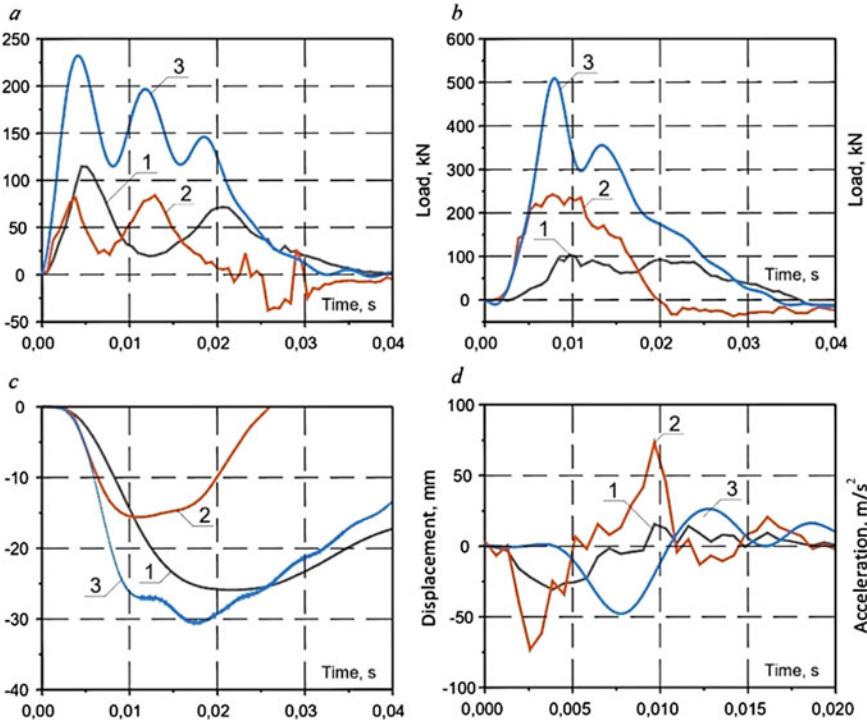 a
250
200
150
100
50
0
-50
3
1
2
Time, s
0,00 0,01 0,02 0,03 0,04
Load, kN
b
600
500
400
300
200
100
0
3
2
1
Time, s
0,00 0,01 0,02 0,03 0,04
Load, kN
c
0
-10
-20
-30
-40
2
1
3
Time, s
0,00 0,01 0,02 0,03 0,04
Displacement, mm
d
100
50
0
-50
-100
2
1
3
Time, s
0,000 0,005 0,010 0,015 0,020
Acceleration, m/s²